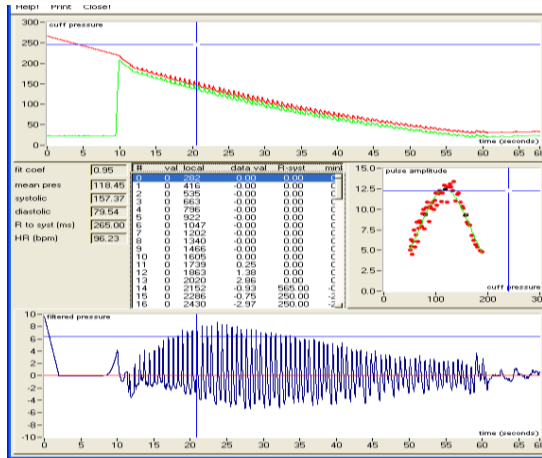 Help! Print Close!
cuff pressure
300
250
200
150
100
50
0
time (seconds)
0 5 10 15 20 25 30 35 40 45 50 55 60 65
fit coef 0.95
mean pres 118.45
systolic 157.37
diastolic 79.54
R to syst (ms) 265.00
HR (bpm) 96.23
# val local data val R-syst
0 0 282 0.00 0.00
1 0 416 -0.00 0.00
2 0 535 -0.00 0.00
3 0 663 -0.00 0.00
4 0 796 -0.00 0.00
5 0 922 -0.00 0.00
6 0 1047 -0.00 0.00
7 0 1202 -0.00 0.00
8 0 1340 -0.00 0.00
9 0 1466 -0.00 0.00
10 0 1605 0.00 0.00
11 0 1739 0.25 0.00
12 0 1863 1.38 0.00
13 0 2020 2.86 0.00
14 0 2152 -0.93 565.00
15 0 2286 -0.75 250.00
16 0 2430 -2.97 250.00
pulse amplitude
15.0
12.5
10.0
7.5
5.0
2.5
0.0
cuff pressure
0 100 200 300
filtered pressure
10
8
6
4
2
0
-2
-4
-6
-8
-10
time (seconds)
0 5 10 15 20 25 30 35 40 45 50 55 60